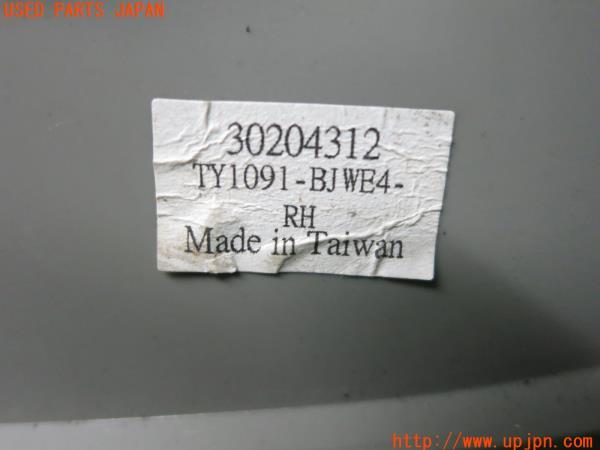 USED PARTS JAPAN
30204312
TY1091-BJWE4-
RH
Made in Taiwan
http://www.upjpn.com/